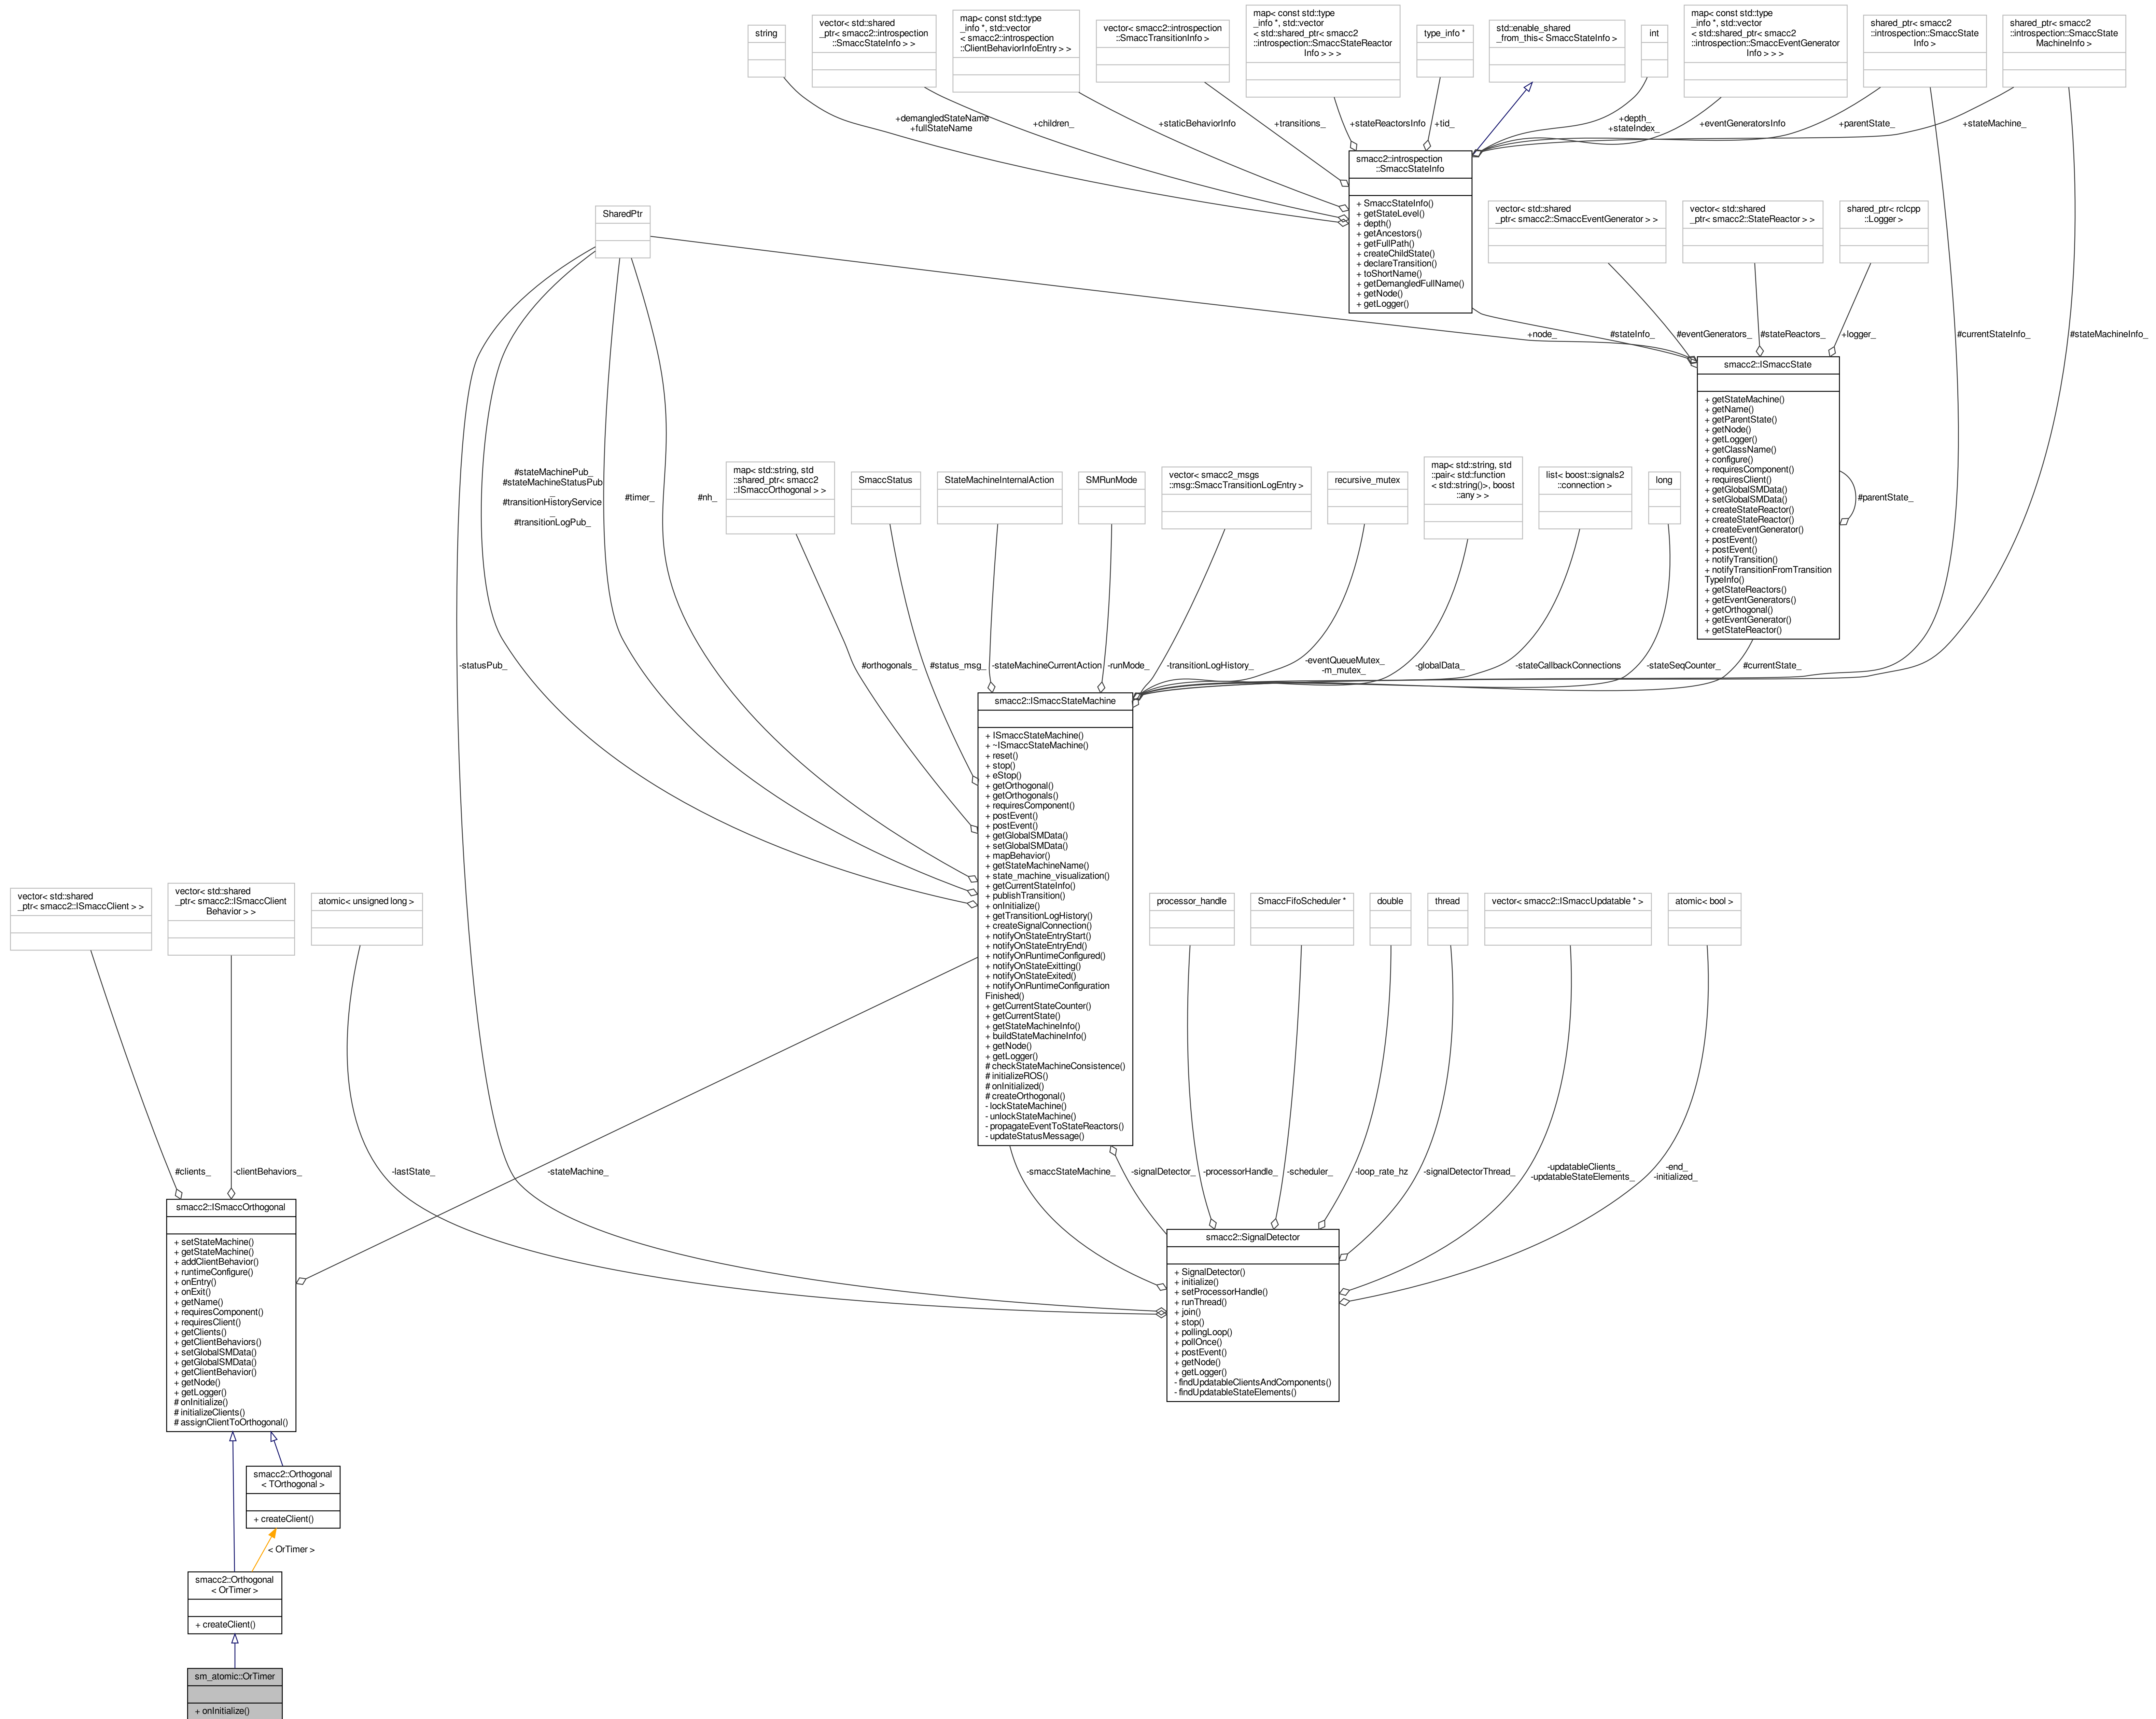 string
vector< std::shared
_ptr< smacc2::introspection
::SmaccStateInfo > >
map< const std::type
_info *, std::vector
< smacc2::introspection
::ClientBehaviorInfoEntry > >
vector< smacc2::introspection
::SmaccTransitionInfo >
map< const std::type
_info *, std::vector
< std::shared_ptr< smacc2
::introspection::SmaccStateReactor
Info > > >
type_info *
std::enable_shared
_from_this< SmaccStateInfo >
int
map< const std::type
_info *, std::vector
< std::shared_ptr< smacc2
::introspection::SmaccEventGenerator
Info > > >
shared_ptr< smacc2
::introspection::SmaccState
Info >
shared_ptr< smacc2
::introspection::SmaccState
MachineInfo >
+demangledStateName
+fullStateName
+children_
+staticBehaviorInfo
+transitions_
+stateReactorsInfo
+tid_
+depth_
+stateIndex_
+eventGeneratorsInfo
+parentState_
+stateMachine_
smacc2::introspection
::SmaccStateInfo
+ SmaccStateInfo()
+ getStateLevel()
+ depth()
+ getAncestors()
+ getFullPath()
+ createChildState()
+ declareTransition()
+ toShortName()
+ getDemangledFullName()
+ getNode()
+ getLogger()
SharedPtr
vector< std::shared
_ptr< smacc2::SmaccEventGenerator > >
vector< std::shared
_ptr< smacc2::StateReactor > >
shared_ptr< rclcpp
::Logger >
+node_
#stateInfo_
#eventGenerators_
#stateReactors_
+logger_
#currentStateInfo_
#stateMachineInfo_
smacc2::ISmaccState
+ getStateMachine()
+ getName()
+ getParentState()
+ getNode()
+ getLogger()
+ getClassName()
+ configure()
+ requiresComponent()
+ requiresClient()
+ getGlobalSMData()
+ setGlobalSMData()
+ createStateReactor()
+ createStateReactor()
+ createEventGenerator()
+ postEvent()
+ postEvent()
+ notifyTransition()
+ notifyTransitionFromTransition
TypeInfo()
+ getStateReactors()
+ getEventGenerators()
+ getOrthogonal()
+ getEventGenerator()
+ getStateReactor()
#parentState_
#stateMachinePub_
#stateMachineStatusPub
_
#transitionHistoryService
_
#transitionLogPub_
#timer_
#nh_
map< std::string, std
::shared_ptr< smacc2
::ISmaccOrthogonal > >
SmaccStatus
StateMachineInternalAction
SMRunMode
vector< smacc2_msgs
::msg::SmaccTransitionLogEntry >
recursive_mutex
map< std::string, std
::pair< std::function
< std::string()>, boost
::any > >
list< boost::signals2
::connection >
long
-statusPub_
#orthogonals_
#status_msg_
-stateMachineCurrentAction
-runMode_
-transitionLogHistory_
-eventQueueMutex_
-m_mutex_
-globalData_
-stateCallbackConnections
-stateSeqCounter_
#currentState_
smacc2::ISmaccStateMachine
+ ISmaccStateMachine()
+ ~ISmaccStateMachine()
+ reset()
+ stop()
+ eStop()
+ getOrthogonal()
+ getOrthogonals()
+ requiresComponent()
+ postEvent()
+ postEvent()
+ getGlobalSMData()
+ setGlobalSMData()
+ mapBehavior()
+ getStateMachineName()
+ state_machine_visualization()
+ getCurrentStateInfo()
+ publishTransition()
+ onInitialize()
+ getTransitionLogHistory()
+ createSignalConnection()
+ notifyOnStateEntryStart()
+ notifyOnStateEntryEnd()
+ notifyOnRuntimeConfigured()
+ notifyOnStateExitting()
+ notifyOnStateExited()
+ notifyOnRuntimeConfiguration
Finished()
+ getCurrentStateCounter()
+ getCurrentState()
+ getStateMachineInfo()
+ buildStateMachineInfo()
+ getNode()
+ getLogger()
# checkStateMachineConsistence()
# initializeROS()
# onInitialized()
# createOrthogonal()
- lockStateMachine()
- unlockStateMachine()
- propagateEventToStateReactors()
- updateStatusMessage()
vector< std::shared
_ptr< smacc2::ISmaccClient > >
vector< std::shared
_ptr< smacc2::ISmaccClient
Behavior > >
atomic< unsigned long >
processor_handle
SmaccFifoScheduler *
double
thread
vector< smacc2::ISmaccUpdatable * >
atomic< bool >
#clients_
-clientBehaviors_
-lastState_
-stateMachine_
-smaccStateMachine_
-signalDetector_
-processorHandle_
-scheduler_
-loop_rate_hz
-signalDetectorThread_
-updatableClients_
-updatableStateElements_
-end_
-initialized_
smacc2::ISmaccOrthogonal
+ setStateMachine()
+ getStateMachine()
+ addClientBehavior()
+ runtimeConfigure()
+ onEntry()
+ onExit()
+ getName()
+ requiresComponent()
+ requiresClient()
+ getClients()
+ getClientBehaviors()
+ setGlobalSMData()
+ getGlobalSMData()
+ getClientBehavior()
+ getNode()
+ getLogger()
# onInitialize()
# initializeClients()
# assignClientToOrthogonal()
smacc2::SignalDetector
+ SignalDetector()
+ initialize()
+ setProcessorHandle()
+ runThread()
+ join()
+ stop()
+ pollingLoop()
+ pollOnce()
+ postEvent()
+ getNode()
+ getLogger()
- findUpdatableClientsAndComponents()
- findUpdatableStateElements()
smacc2::Orthogonal
< TOrthogonal >
+ createClient()
< OrTimer >
smacc2::Orthogonal
< OrTimer >
+ createClient()
sm_atomic::OrTimer
+ onInitialize()